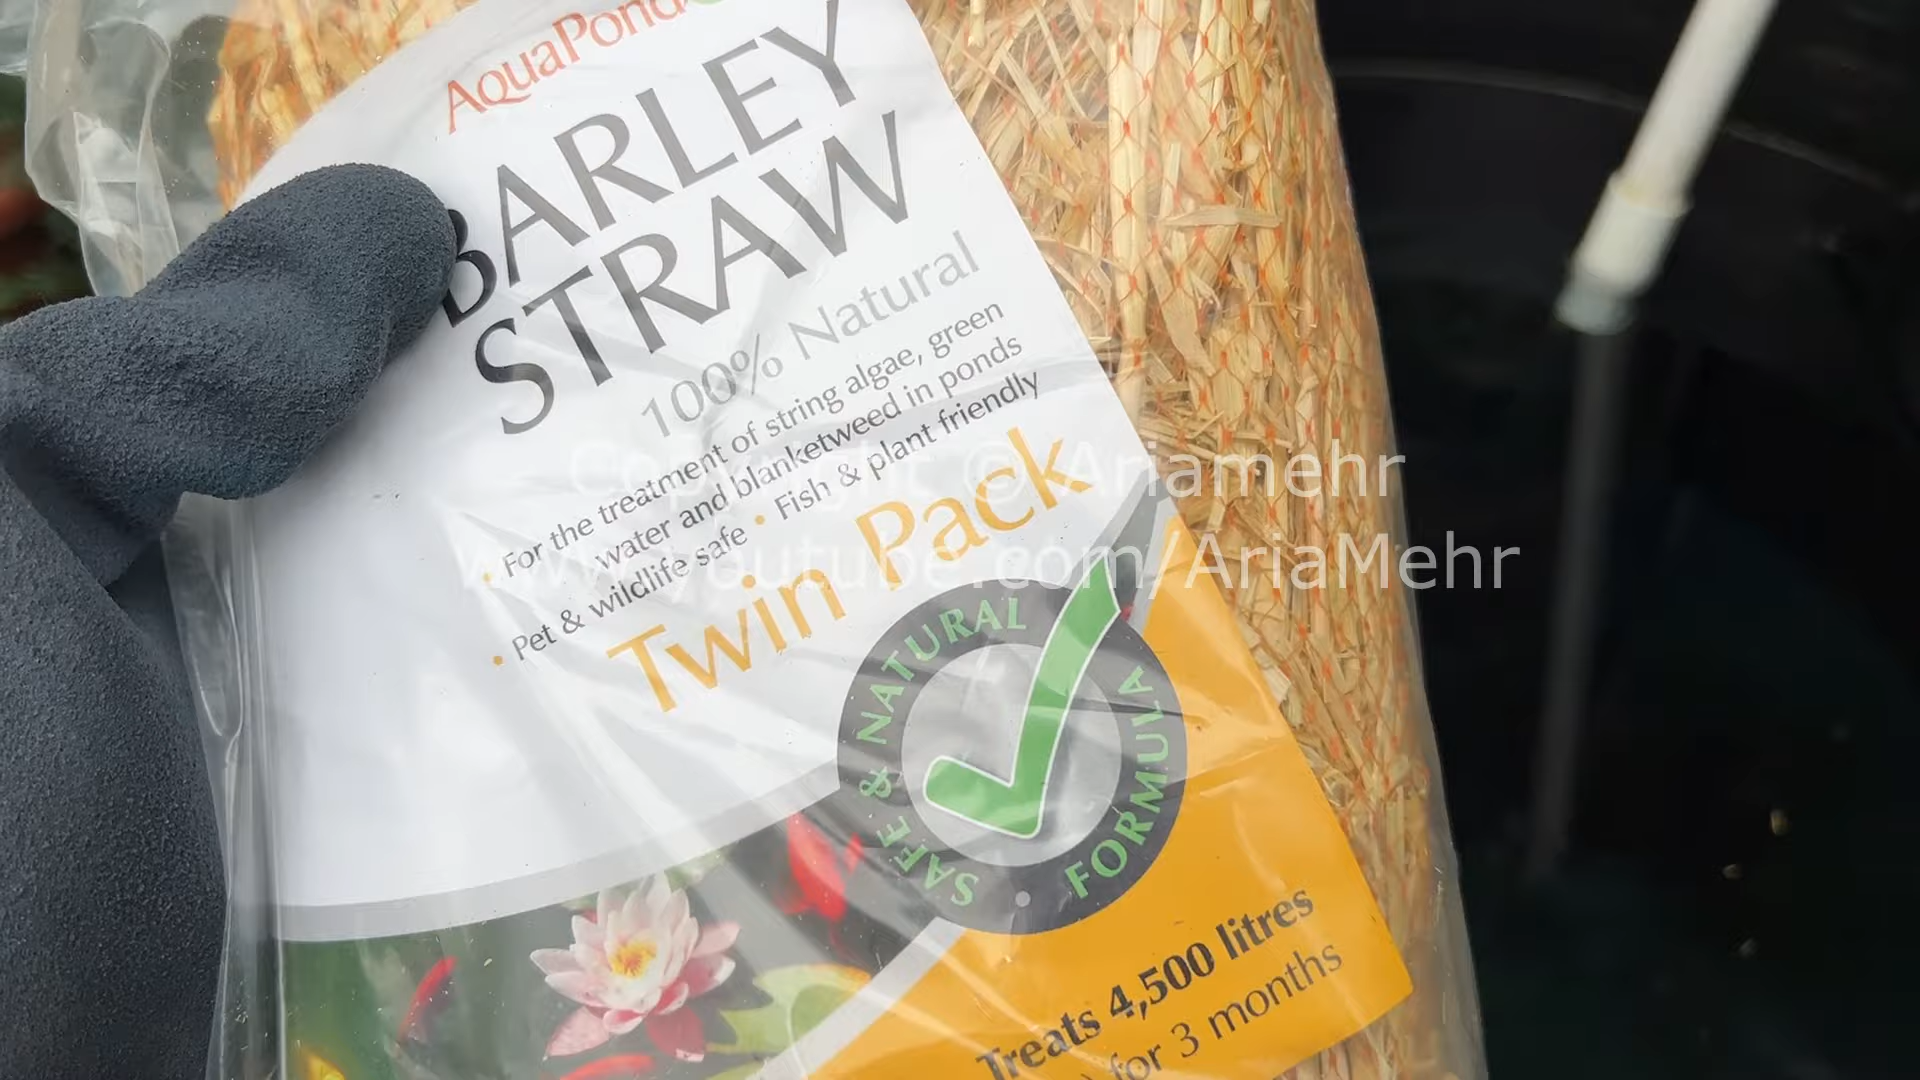 AquaPond
BARLEY
STRAW
100% Natural
• For the treatment of string algae, green
water and blanketweed in ponds
• Pet & wildlife safe • Fish & plant friendly
Twin Pack
SAFE & NATURAL FORMULA
Treats 4,500 litres
for 3 months
Copyright © Ariamehr
www.youtube.com/AriaMehr